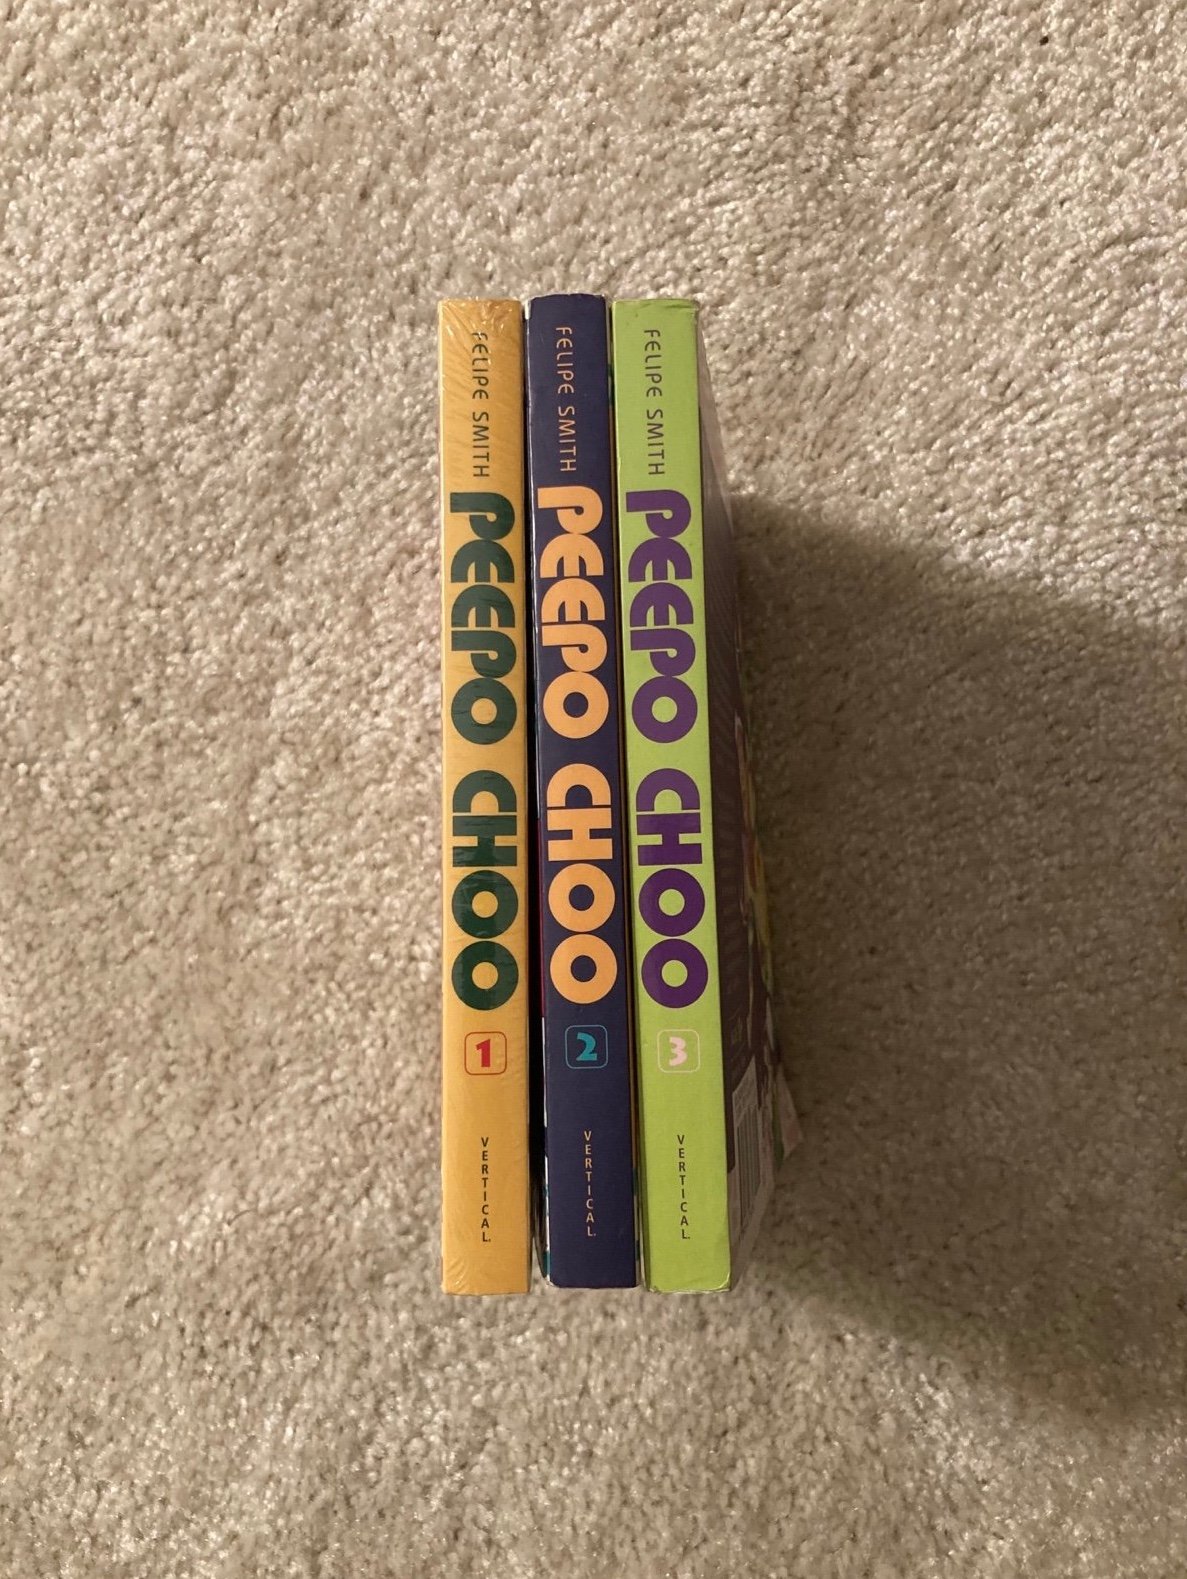 FELIPE SMITH
PEEPO CHOO
1
VERTICAL.
FELIPE SMITH
PEEPO CHOO
2
VERTICAL.
FELIPE SMITH
PEEPO CHOO
3
VERTICAL.